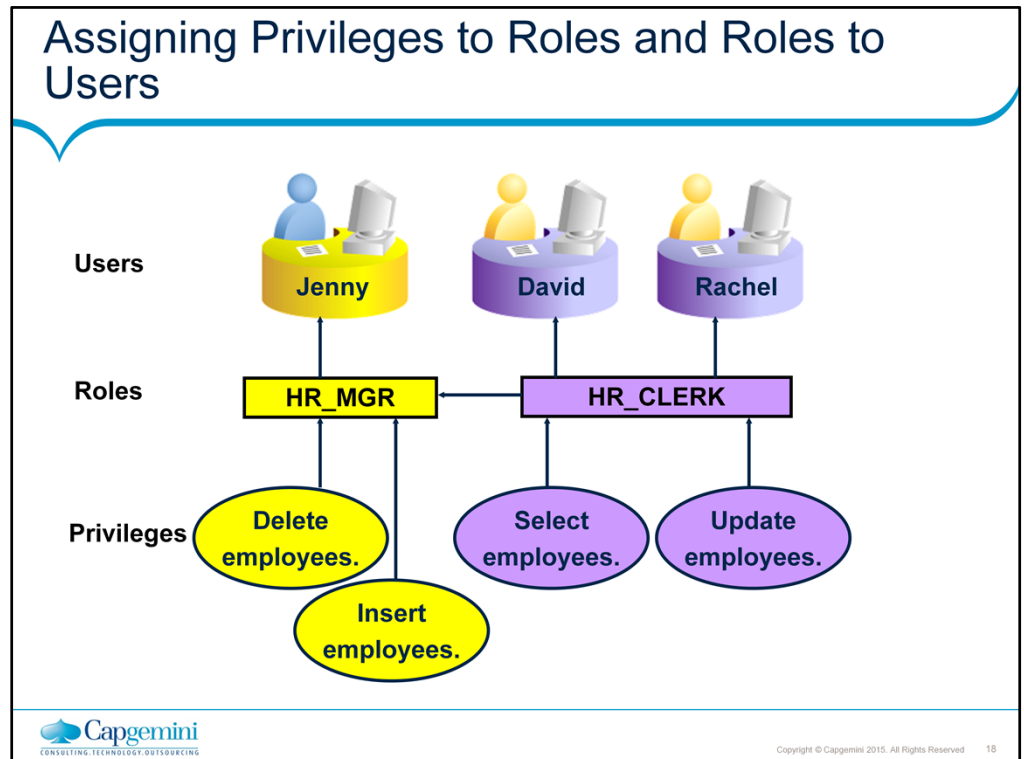 Assigning Privileges to Roles and Roles to
Users
Users
Jenny
David
Rachel
Roles
HR_MGR
HR_CLERK
Privileges
Delete
employees.
Select
employees.
Update
employees.
Insert
employees.
Capgemini
CONSULTING.TECHNOLOGY.OUTSOURCING
Copyright © Capgemini 2015. All Rights Reserved 18